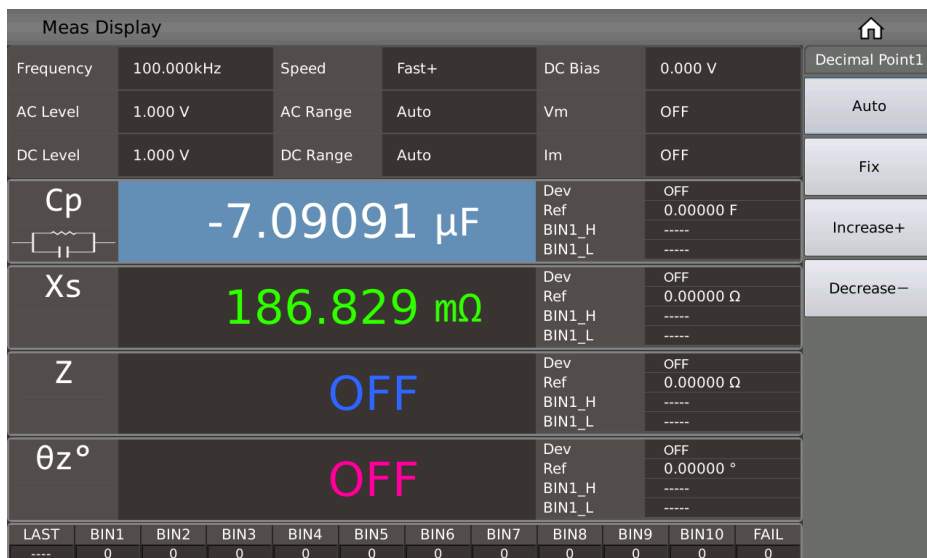 Meas Display
Frequency 100.000kHz Speed Fast+ DC Bias 0.000 V
AC Level 1.000 V AC Range Auto Vm OFF
DC Level 1.000 V DC Range Auto Im OFF
Cp -7.09091 μF
Dev OFF
Ref 0.00000 F
BIN1_H -----
BIN1_L -----
Xs 186.829 mΩ
Dev OFF
Ref 0.00000 Ω
BIN1_H -----
BIN1_L -----
Z OFF
Dev OFF
Ref 0.00000 Ω
BIN1_H -----
BIN1_L -----
θz° OFF
Dev OFF
Ref 0.00000 °
BIN1_H -----
BIN1_L -----
LAST BIN1 BIN2 BIN3 BIN4 BIN5 BIN6 BIN7 BIN8 BIN9 BIN10 FAIL
---- 0 0 0 0 0 0 0 0 0 0 0
Decimal Point1
Auto
Fix
Increase+
Decrease−